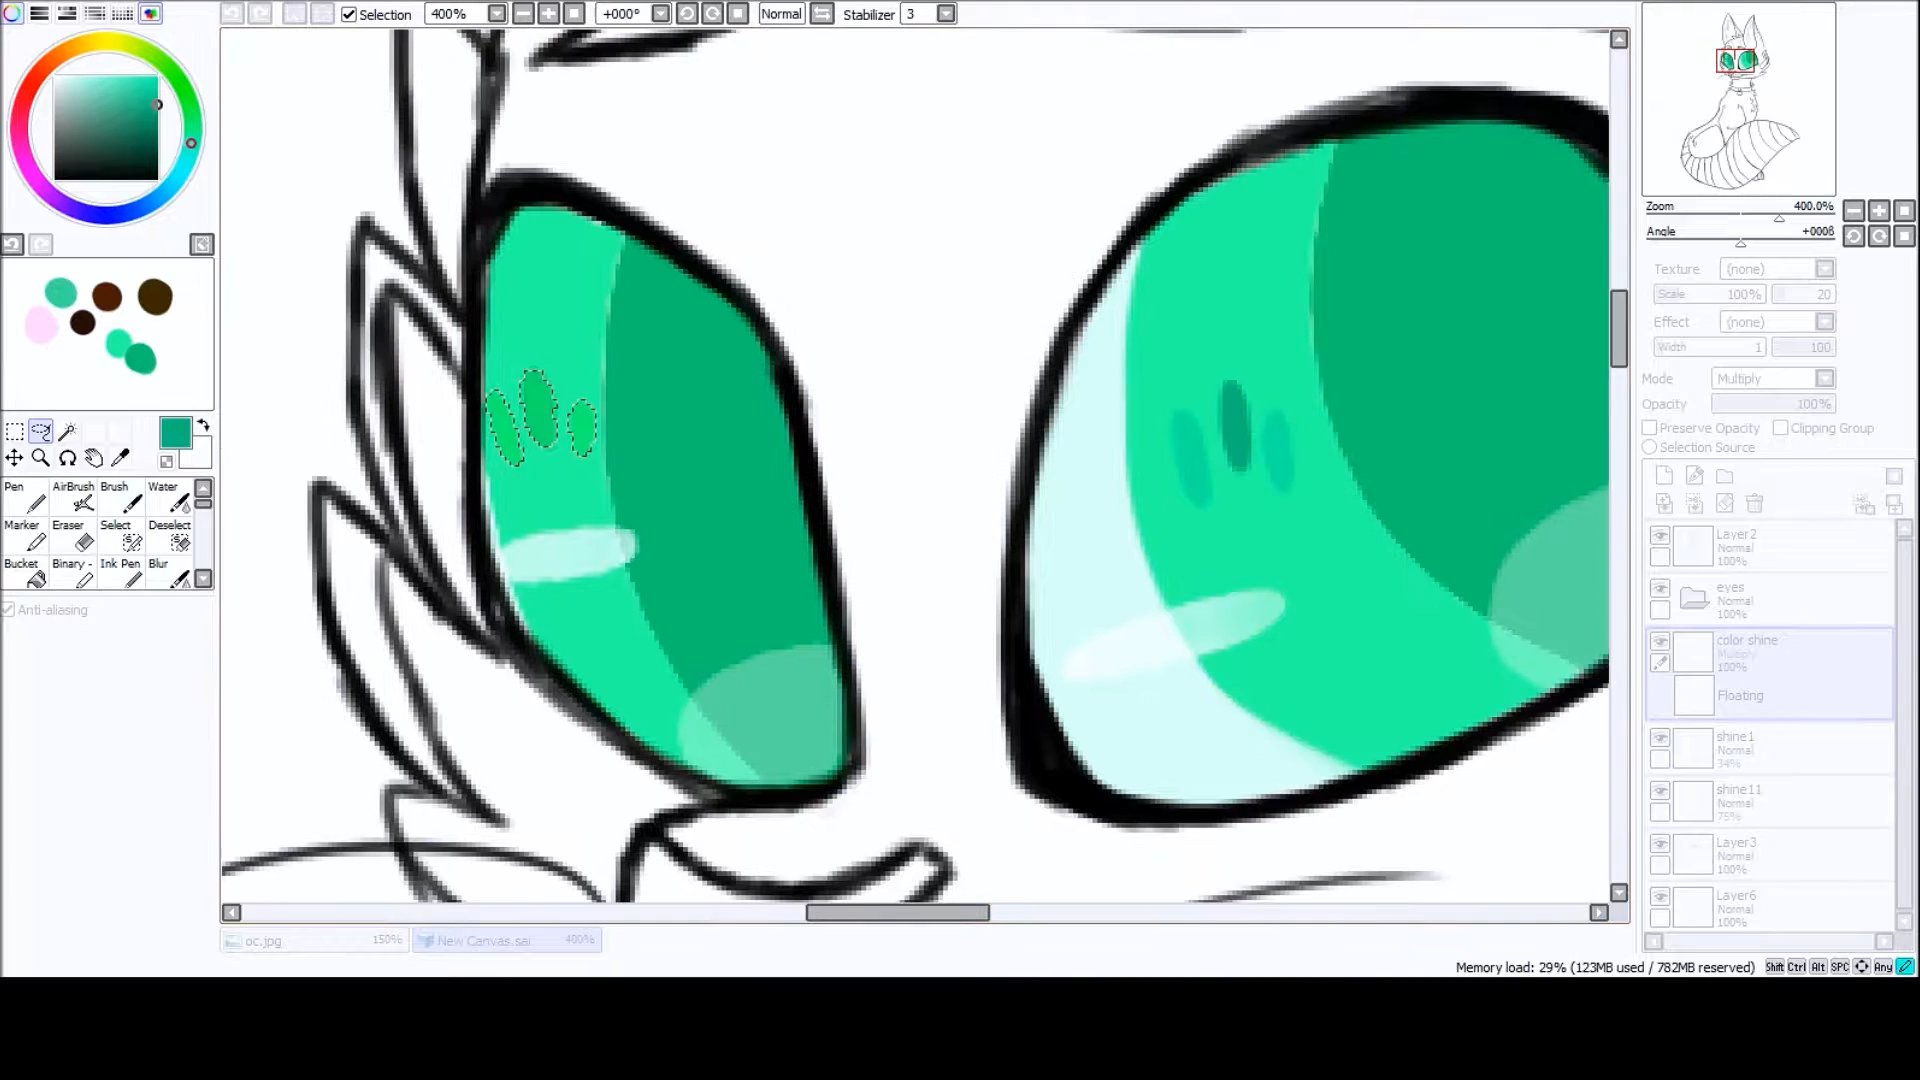 Selection 400% +000° Normal Stabilizer 3
Zoom 400.0%
Angle +000ß
Texture (none)
Scale 100% 20
Effect (none)
Width 1 100
Mode Multiply
Opacity 100%
Preserve Opacity Clipping Group
Selection Source
Pen AirBrush Brush Water
Marker Eraser Select Deselect
Bucket Binary - Ink Pen Blur
Anti-aliasing
Layer2
Normal
100%
eyes
Normal
100%
color shine
Multiply
100%
Floating
shine1
Normal
34%
shine11
Normal
75%
Layer3
Normal
100%
Layer6
Normal
100%
oc.jpg 150% New Canvas.sai 400%
Memory load: 29% (123MB used / 782MB reserved) Shift Ctrl Alt SPC Any